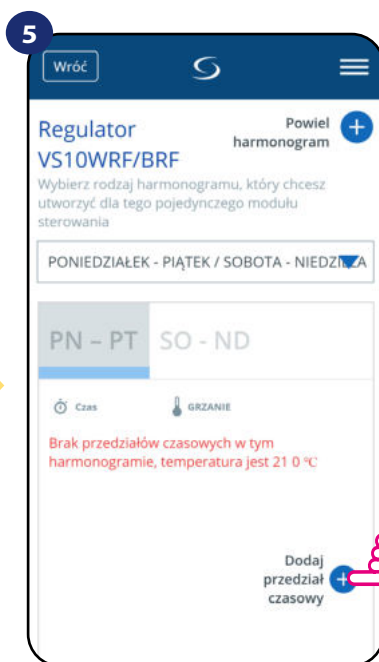 5
Wróć
Regulator
VS10WRF/BRF
Powiel
harmonogram
Wybierz rodzaj harmonogramu, który chcesz
utworzyć dla tego pojedynczego modułu
sterowania
PONIEDZIAŁEK - PIĄTEK / SOBOTA - NIEDZIELA
PN – PT SO - ND
Czas GRZANIE
Brak przedziałów czasowych w tym
harmonogramie, temperatura jest 21 0 °C
Dodaj
przedział
czasowy